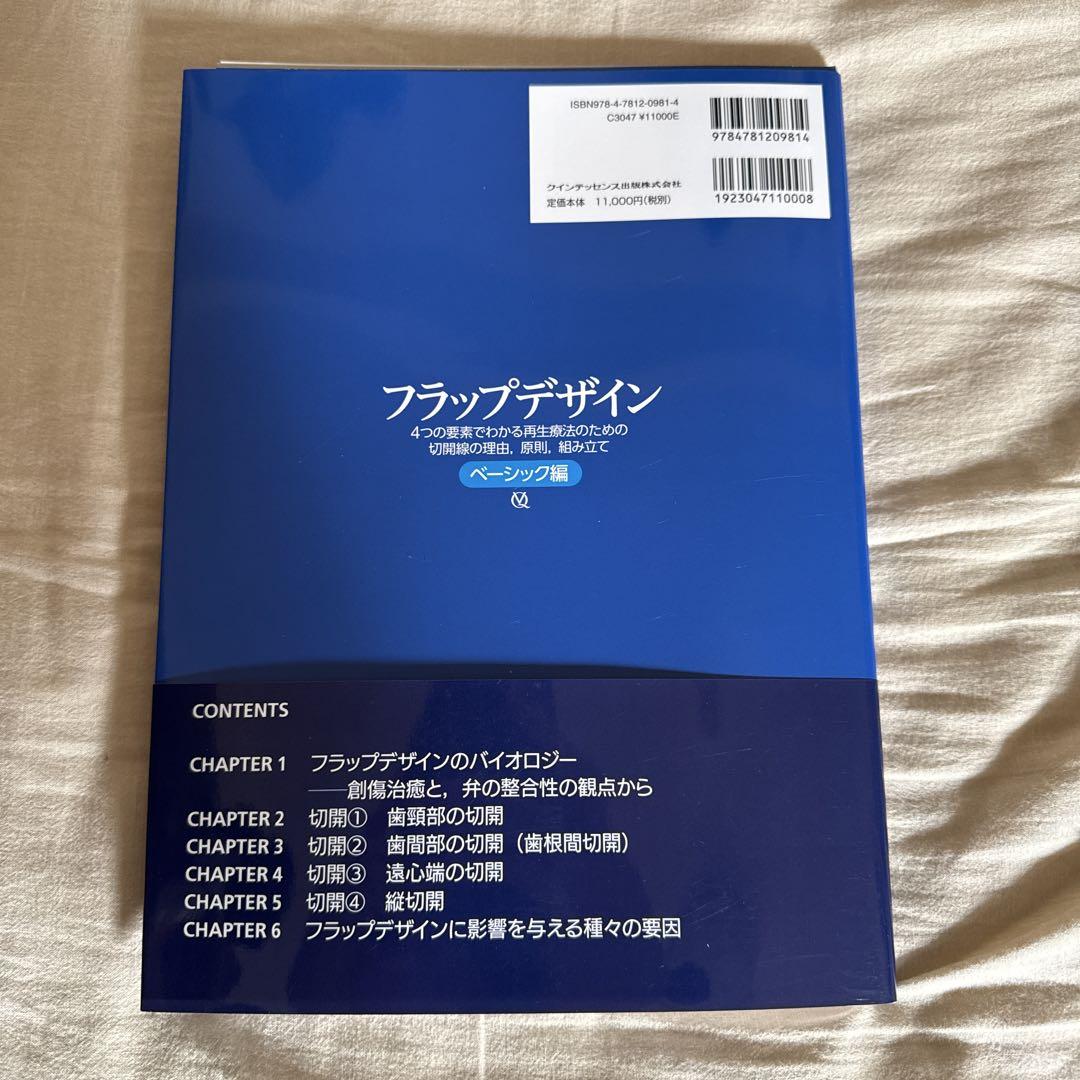 ISBN978-4-7812-0981-4
C3047 ¥11000E
9784781209814
クインテッセンス出版株式会社
定価本体 11,000円(税別)
1923047110008
フラップデザイン
4つの要素でわかる再生療法のための
切開線の理由，原則，組み立て
ベーシック編
CONTENTS
CHAPTER 1 フラップデザインのバイオロジー
──創傷治癒と，弁の整合性の観点から
CHAPTER 2 切開① 歯頸部の切開
CHAPTER 3 切開② 歯間部の切開（歯根間切開）
CHAPTER 4 切開③ 遠心端の切開
CHAPTER 5 切開④ 縦切開
CHAPTER 6 フラップデザインに影響を与える種々の要因